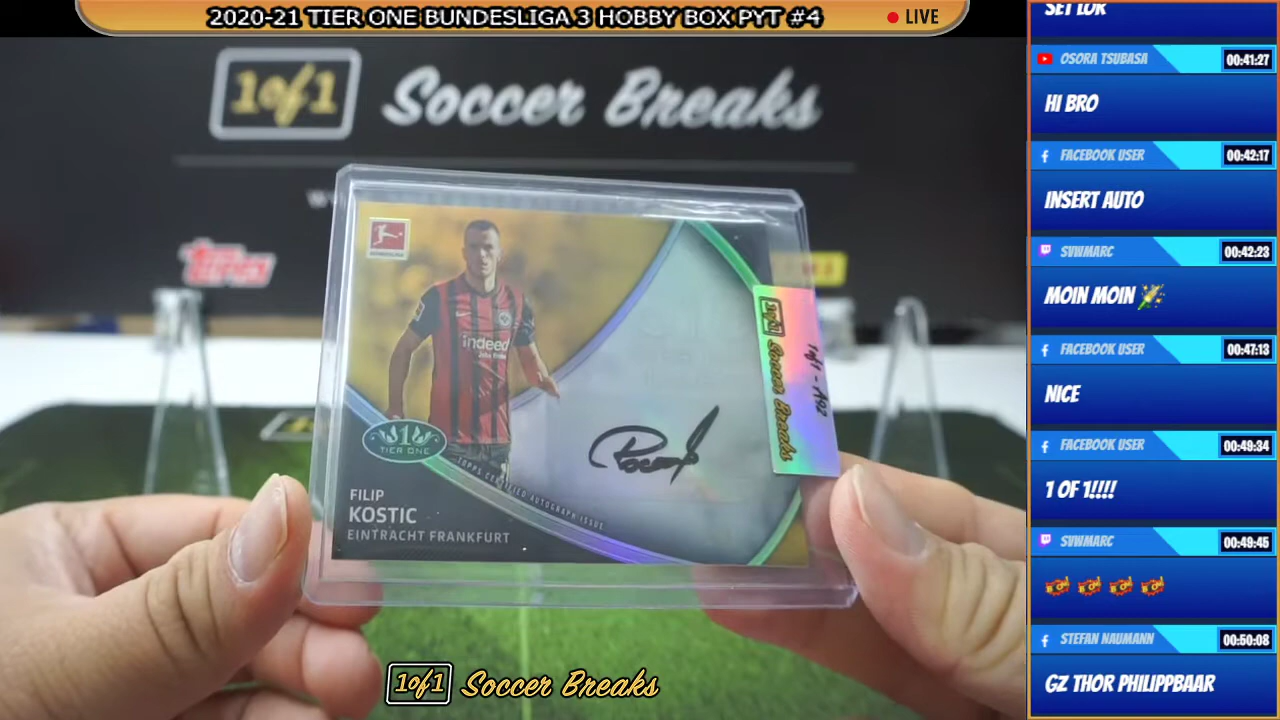 2020-21 TIER ONE BUNDESLIGA 3 HOBBY BOX PYT #4
LIVE
1of1 Soccer Breaks
topps
FILIP
KOSTIC
EINTRACHT FRANKFURT
1
TIER ONE
TOPPS CERTIFIED AUTOGRAPH ISSUE
indeed
BUNDESLIGA
1of1 Soccer Breaks
1of1 Soccer Breaks
OSORA TSUBASA
00:41:27
HI BRO
FACEBOOK USER
00:42:17
INSERT AUTO
SVWMARC
00:42:23
MOIN MOIN
FACEBOOK USER
00:47:13
NICE
FACEBOOK USER
00:49:34
1 OF 1!!!!
SVWMARC
00:49:45
STEFAN NAUMANN
00:50:08
GZ THOR PHILIPPBAAR